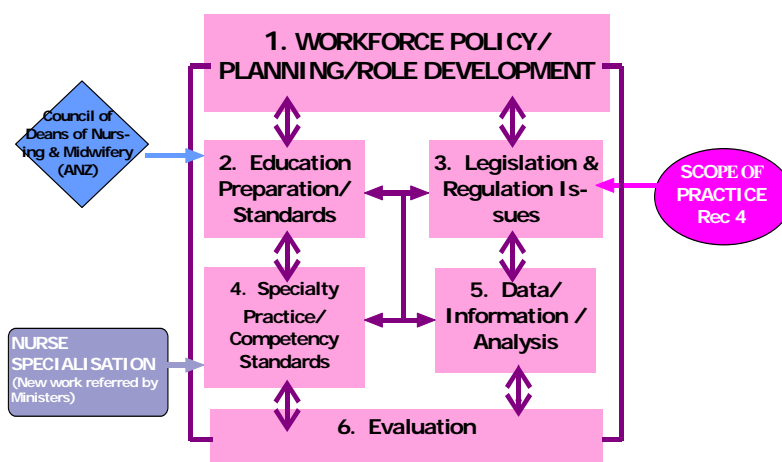 1. WORKFORCE POLICY/
PLANNING/ROLE DEVELOPMENT
Council of
Deans of Nurs-
ing & Midwifery
(ANZ)
2. Education
Preparation/
Standards
3. Legislation &
Regulation Is-
sues
SCOPE OF
PRACTICE
Rec 4
4. Specialty
Practice/
Competency
Standards
5. Data/
Information /
Analysis
NURSE
SPECIALISATION
(New work referred by
Ministers)
6. Evaluation